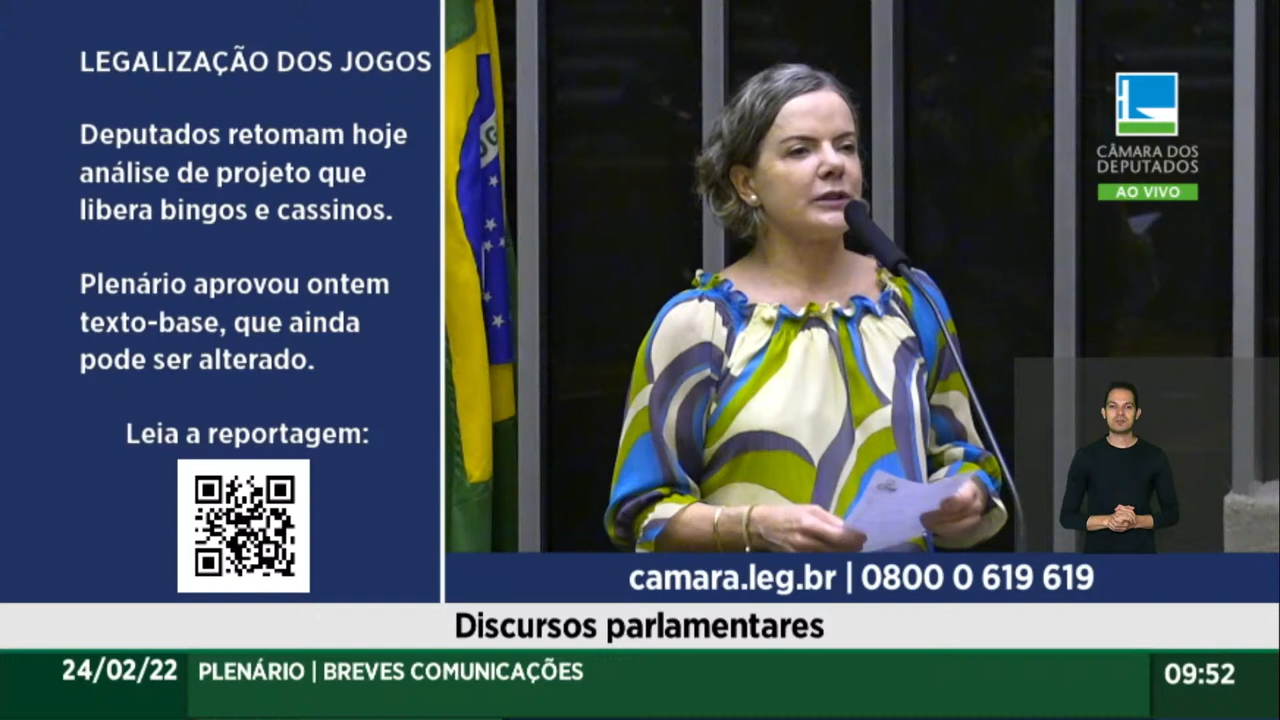 LEGALIZAÇÃO DOS JOGOS
Deputados retomam hoje
análise de projeto que
libera bingos e cassinos.
Plenário aprovou ontem
texto-base, que ainda
pode ser alterado.
Leia a reportagem:
CÂMARA DOS
DEPUTADOS
AO VIVO
camara.leg.br | 0800 0 619 619
Discursos parlamentares
24/02/22
PLENÁRIO | BREVES COMUNICAÇÕES
09:52